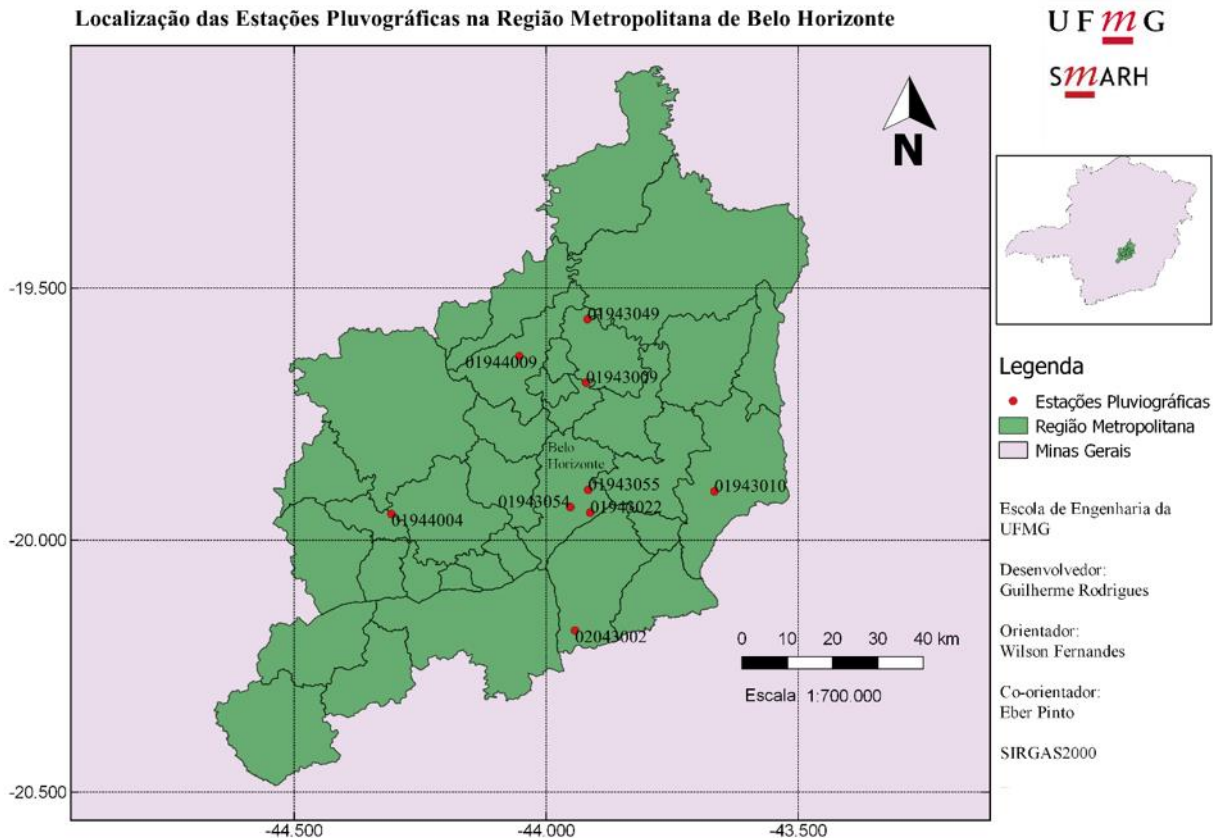 Localização das Estações Pluvográficas na Região Metropolitana de Belo Horizonte
UFmG
SmARH
N
-19.500
-20.000
-20.500
-44.500
-44.000
-43.500
01943049
01944009
01943009
Belo
Horizonte
01943055
01943010
01943054
01943022
01944004
02043002
0 10 20 30 40 km
Escala 1:700.000
Legenda
Estações Pluviográficas
Região Metropolitana
Minas Gerais
Escola de Engenharia da
UFMG
Desenvolvedor:
Guilherme Rodrigues
Orientador:
Wilson Fernandes
Co-orientador:
Eber Pinto
SIRGAS2000